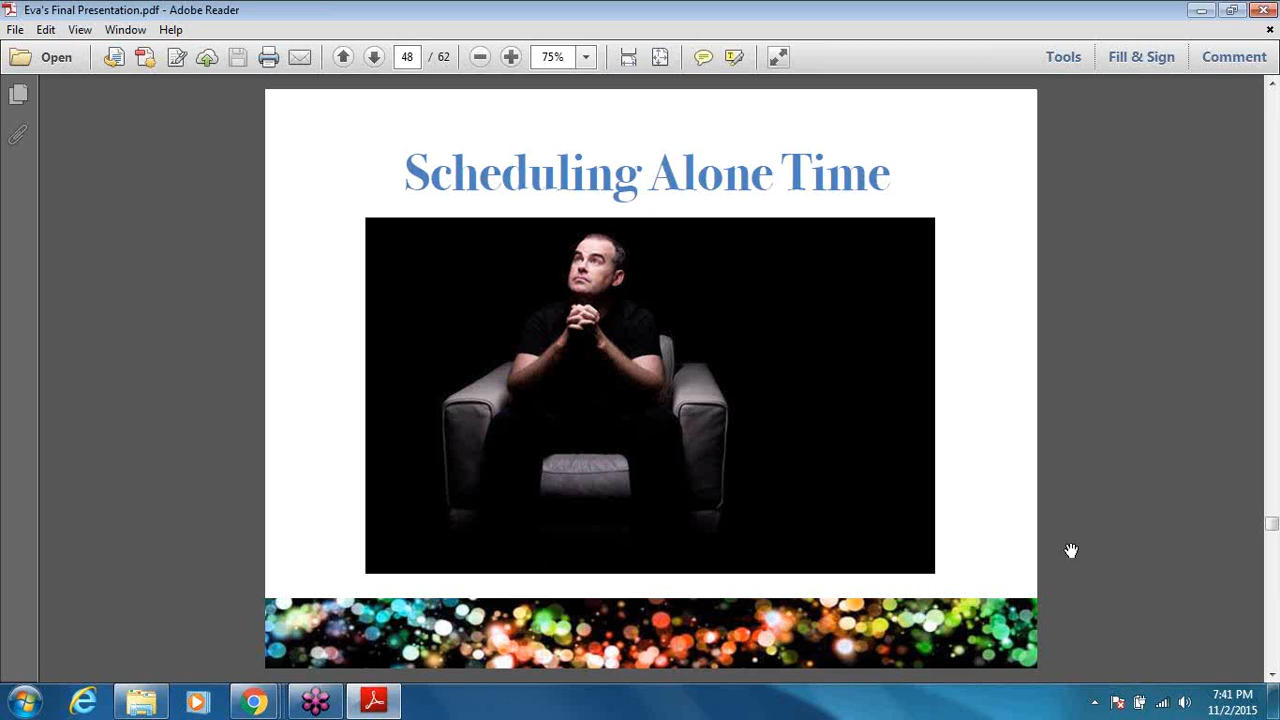 Eva's Final Presentation.pdf - Adobe Reader
File Edit View Window Help
Open 48 / 62 75% Tools Fill & Sign Comment
Scheduling Alone Time
7:41 PM
11/2/2015